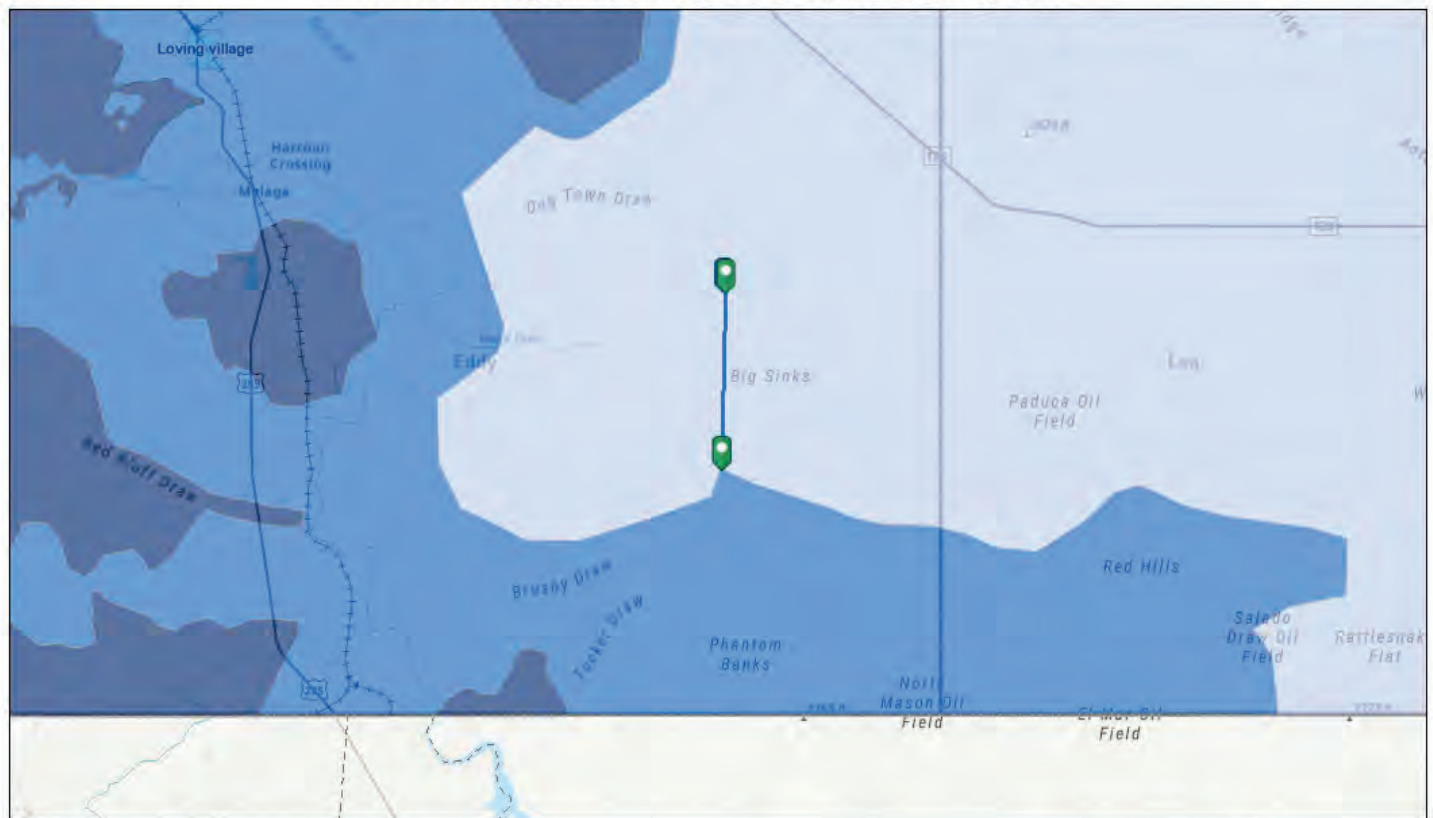 Loving village
Harroun
Crossing
Malaga
Town Draw
Eddy
Big Sinks
Lea
Paduca Oil
Field
285
Red Bluff Draw
Brushy Draw
Tucker Draw
Red Hills
Phantom
Banks
Salado
Draw Oil
Field
Rattlesnak
Flat
North
Mason Oil
Field
El Mar Oil
Field
285